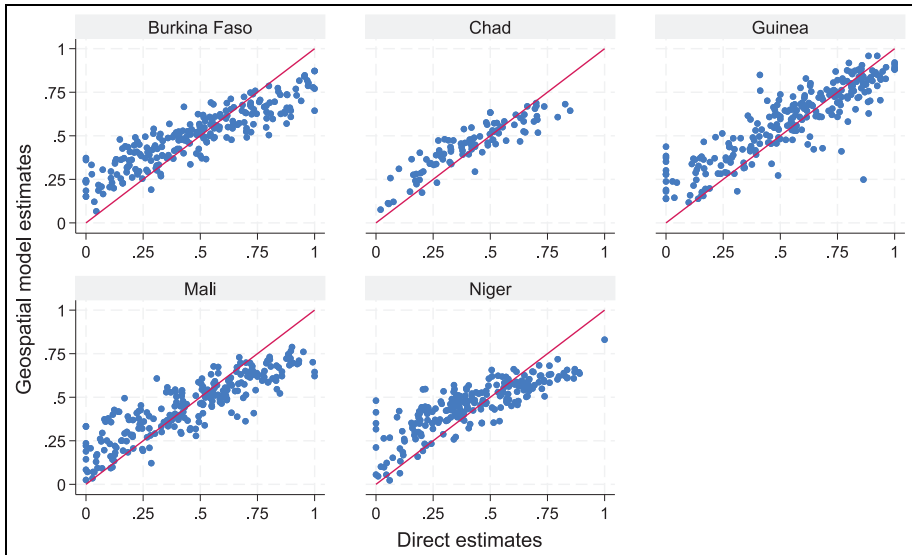 Burkina Faso
Chad
Guinea
1
.75
.5
.25
0
0 .25 .5 .75 1
0 .25 .5 .75 1
0 .25 .5 .75 1
Mali
Niger
1
.75
.5
.25
0
0 .25 .5 .75 1
0 .25 .5 .75 1
Geospatial model estimates
Direct estimates